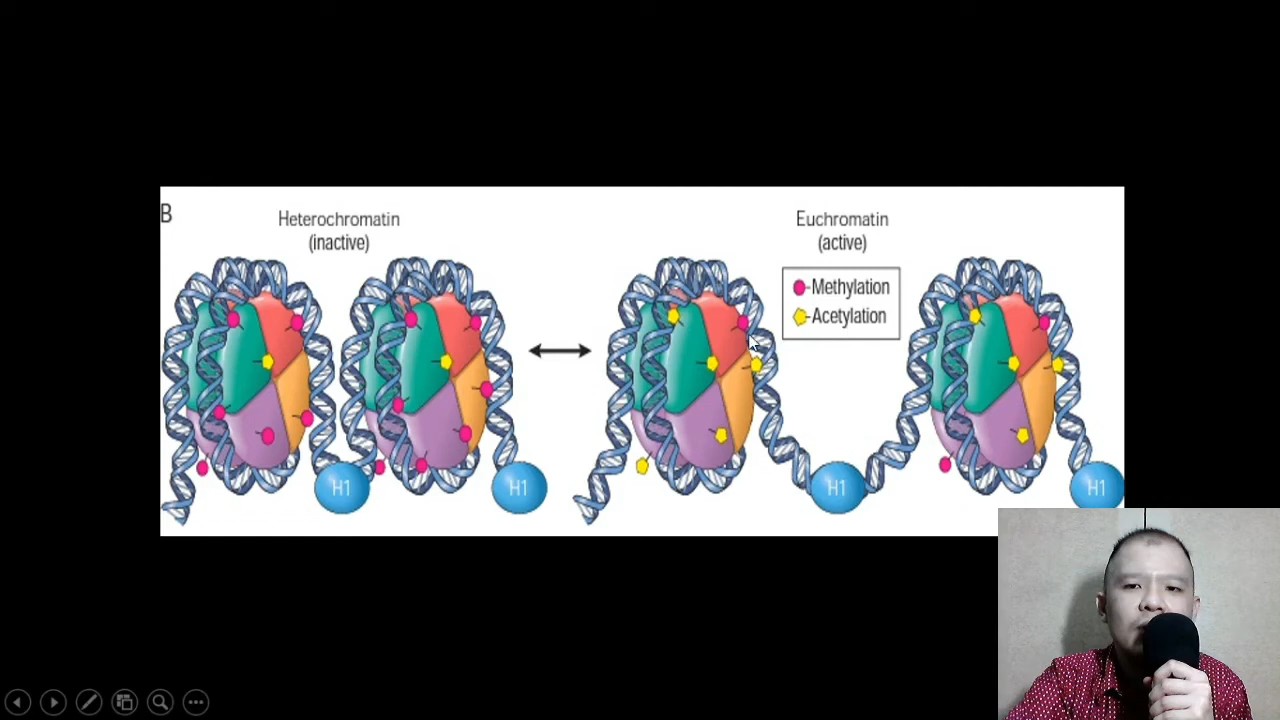 B
Heterochromatin
(inactive)
Euchromatin
(active)
Methylation
Acetylation
H1
H1
H1
H1